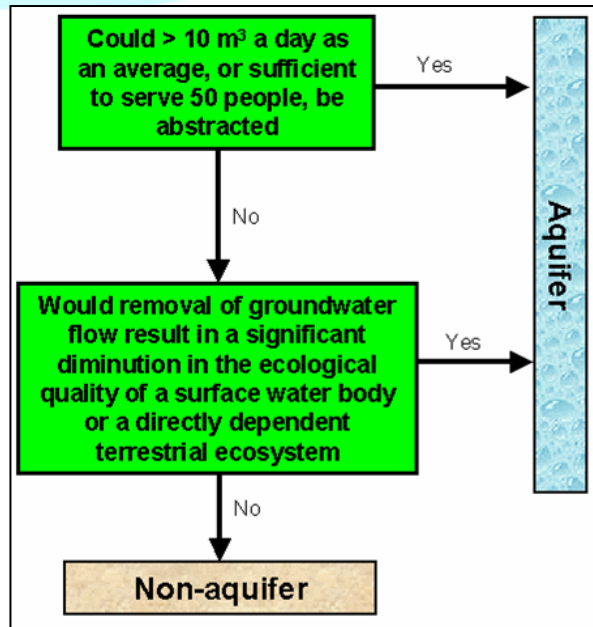 Could > 10 m³ a day as
an average, or sufficient
to serve 50 people, be
abstracted
Yes
Aquifer
No
Would removal of groundwater
flow result in a significant
diminution in the ecological
quality of a surface water body
or a directly dependent
terrestrial ecosystem
Yes
No
Non-aquifer